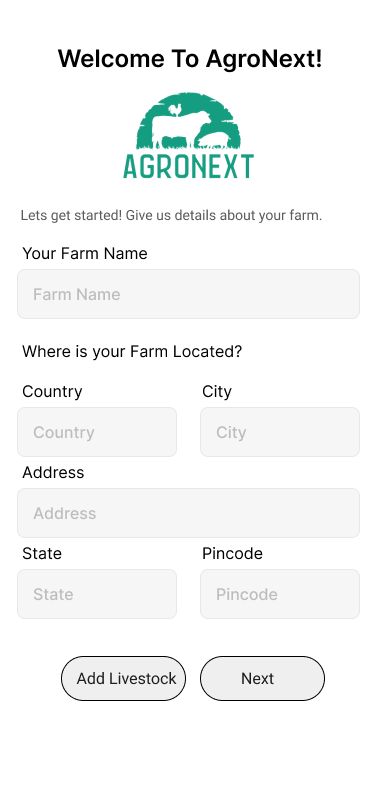 Welcome To AgroNext!
AGRONEXT
Lets get started! Give us details about your farm.
Your Farm Name
Farm Name
Where is your Farm Located?
Country City
Country City
Address
Address
State Pincode
State Pincode
Add Livestock Next